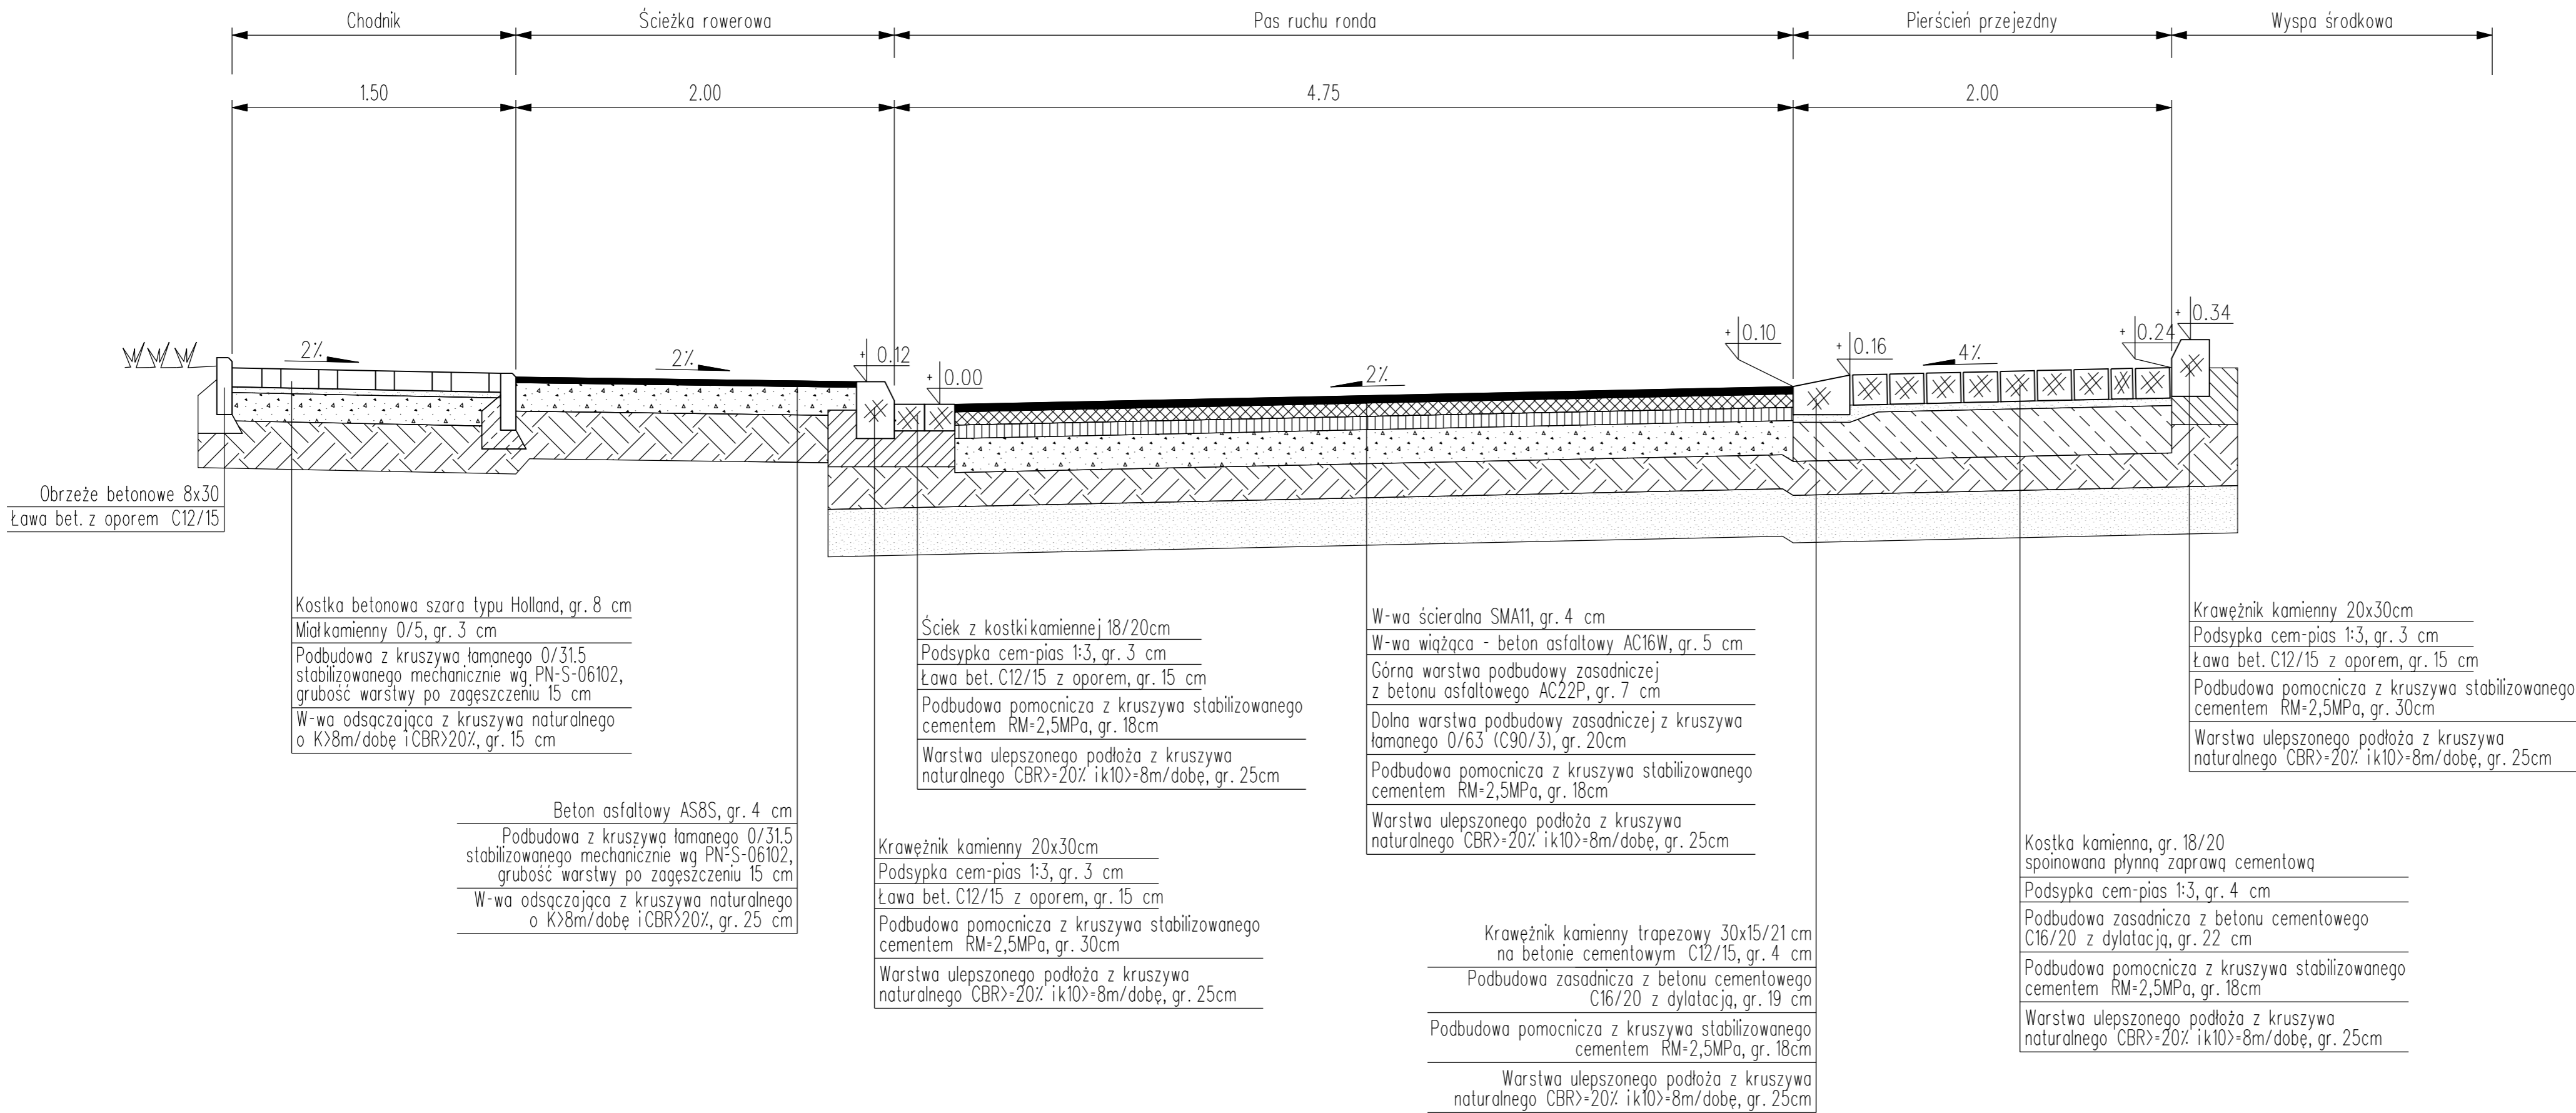 Chodnik
Ścieżka rowerowa
Pas ruchu ronda
Pierścień przejezdny
Wyspa środkowa
1.50
2.00
4.75
2.00
2%
2%
+ 0.12
+ 0.00
2%
+ 0.10
+ 0.16
4%
+ 0.24
+ 0.34
Obrzeże betonowe 8x30
Ława bet. z oporem C12/15
Kostka betonowa szara typu Holland, gr. 8 cm
Miał kamienny 0/5, gr. 3 cm
Podbudowa z kruszywa łamanego 0/31.5
stabilizowanego mechanicznie wg. PN-S-06102,
grubość warstwy po zagęszczeniu 15 cm
W-wa odsączająca z kruszywa naturalnego
o K>8m/dobę i CBR>20%, gr. 15 cm
Beton asfaltowy AS8S, gr. 4 cm
Podbudowa z kruszywa łamanego 0/31.5
stabilizowanego mechanicznie wg PN-S-06102,
grubość warstwy po zagęszczeniu 15 cm
W-wa odsączająca z kruszywa naturalnego
o K>8m/dobę i CBR>20%, gr. 25 cm
Ściek z kostki kamiennej 18/20cm
Podsypka cem-pias 1:3, gr. 3 cm
Ława bet. C12/15 z oporem, gr. 15 cm
Podbudowa pomocnicza z kruszywa stabilizowanego
cementem RM=2,5MPa, gr. 18cm
Warstwa ulepszonego podłoża z kruszywa
naturalnego CBR>=20% i k10>=8m/dobę, gr. 25cm
Krawężnik kamienny 20x30cm
Podsypka cem-pias 1:3, gr. 3 cm
Ława bet. C12/15 z oporem, gr. 15 cm
Podbudowa pomocnicza z kruszywa stabilizowanego
cementem RM=2,5MPa, gr. 30cm
Warstwa ulepszonego podłoża z kruszywa
naturalnego CBR>=20% i k10>=8m/dobę, gr. 25cm
W-wa ścieralna SMA11, gr. 4 cm
W-wa wiążąca - beton asfaltowy AC16W, gr. 5 cm
Górna warstwa podbudowy zasadniczej
z betonu asfaltowego AC22P, gr. 7 cm
Dolna warstwa podbudowy zasadniczej z kruszywa
łamanego 0/63 (C90/3), gr. 20cm
Podbudowa pomocnicza z kruszywa stabilizowanego
cementem RM=2,5MPa, gr. 18cm
Warstwa ulepszonego podłoża z kruszywa
naturalnego CBR>=20% i k10>=8m/dobę, gr. 25cm
Krawężnik kamienny trapezowy 30x15/21 cm
na betonie cementowym C12/15, gr. 4 cm
Podbudowa zasadnicza z betonu cementowego
C16/20 z dylatacją, gr. 19 cm
Podbudowa pomocnicza z kruszywa stabilizowanego
cementem RM=2,5MPa, gr. 18cm
Warstwa ulepszonego podłoża z kruszywa
naturalnego CBR>=20% i k10>=8m/dobę, gr. 25cm
Kostka kamienna, gr. 18/20
spoinowana płynną zaprawą cementową
Podsypka cem-pias 1:3, gr. 4 cm
Podbudowa zasadnicza z betonu cementowego
C16/20 z dylatacją, gr. 22 cm
Podbudowa pomocnicza z kruszywa stabilizowanego
cementem RM=2,5MPa, gr. 18cm
Warstwa ulepszonego podłoża z kruszywa
naturalnego CBR>=20% i k10>=8m/dobę, gr. 25cm
Krawężnik kamienny 20x30cm
Podsypka cem-pias 1:3, gr. 3 cm
Ława bet. C12/15 z oporem, gr. 15 cm
Podbudowa pomocnicza z kruszywa stabilizowanego
cementem RM=2,5MPa, gr. 30cm
Warstwa ulepszonego podłoża z kruszywa
naturalnego CBR>=20% i k10>=8m/dobę, gr. 25cm